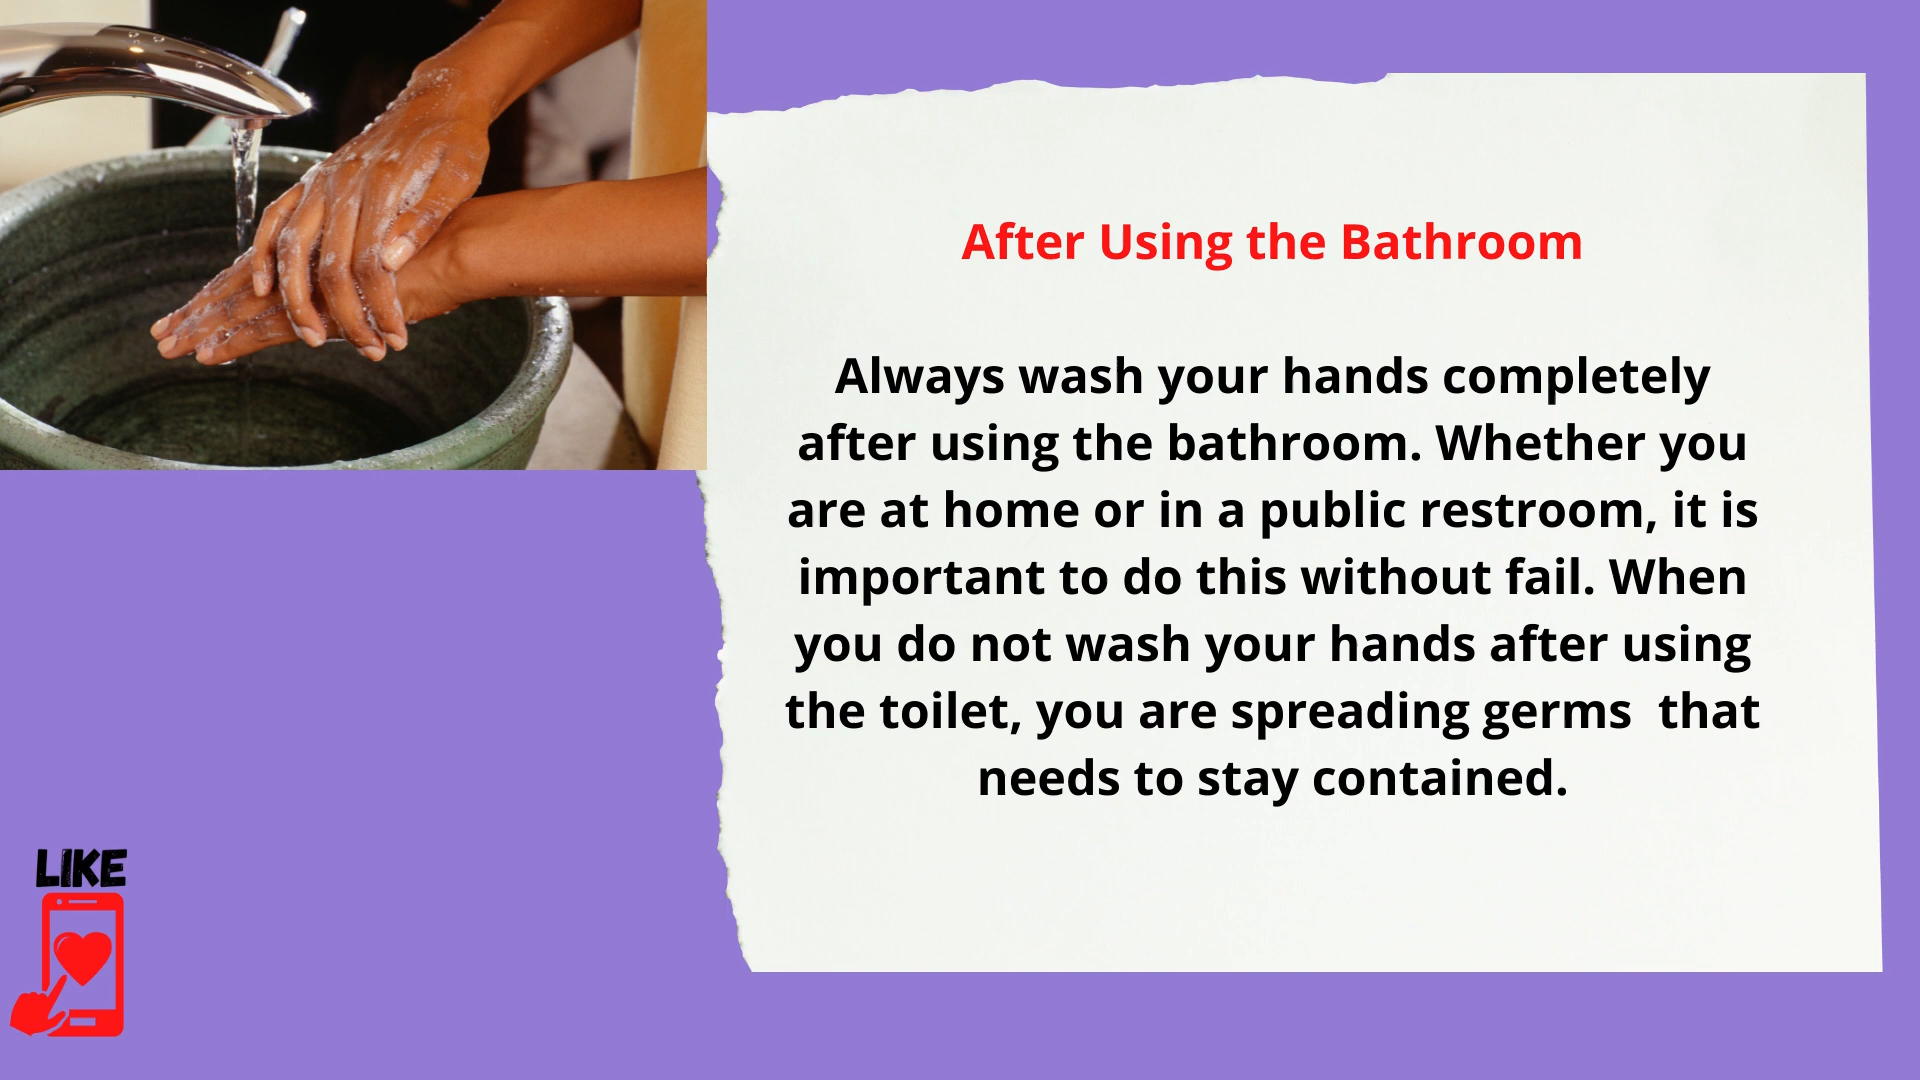 After Using the Bathroom
Always wash your hands completely
after using the bathroom. Whether you
are at home or in a public restroom, it is
important to do this without fail. When
you do not wash your hands after using
the toilet, you are spreading germs  that
needs to stay contained.
LIKE